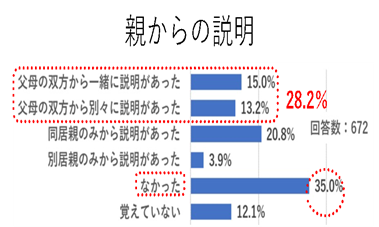 親からの説明
父母の双方から一緒に説明があった 15.0%
父母の双方から別々に説明があった 13.2%
28.2%
同居親のみから説明があった 20.8%
回答数：672
別居親のみから説明があった 3.9%
なかった 35.0%
覚えていない 12.1%